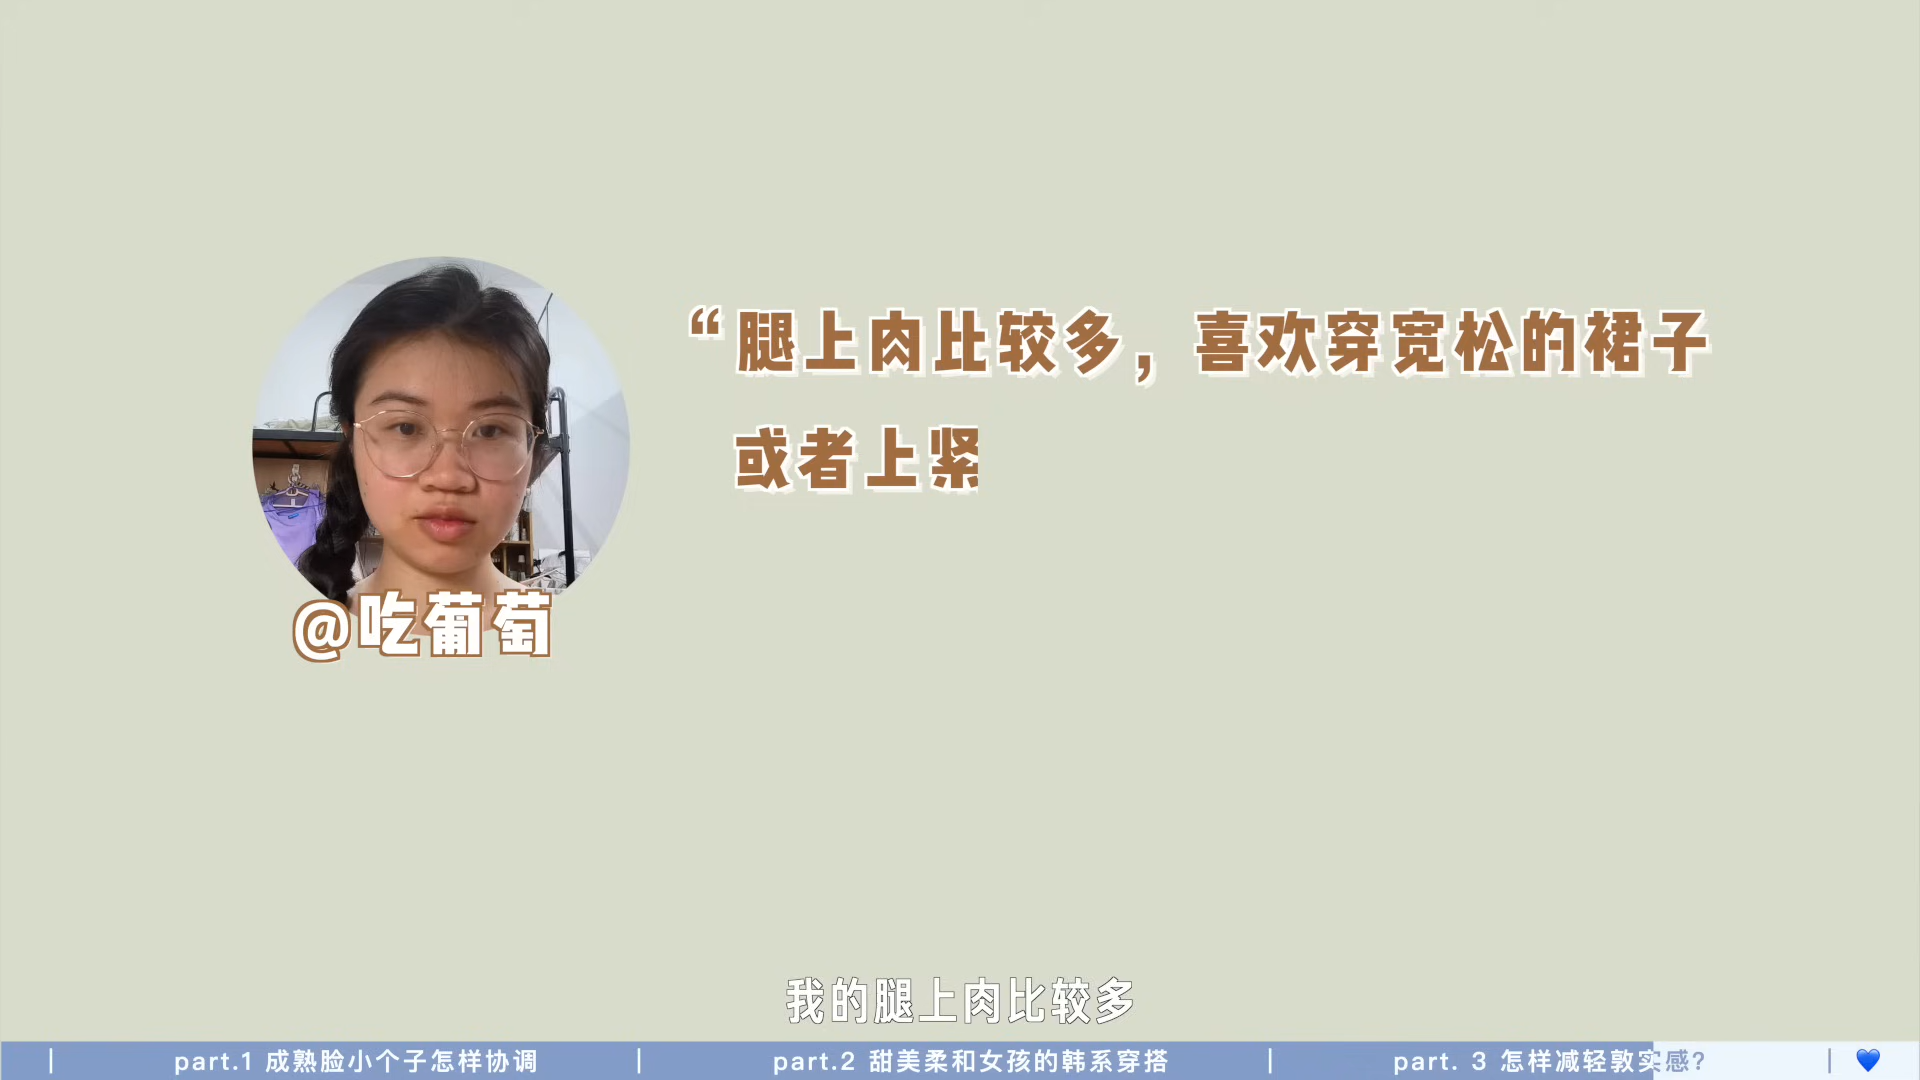 “腿上肉比较多，喜欢穿宽松的裙子
或者上紧
@吃葡萄
我的腿上肉比较多
part.1 成熟脸小个子怎样协调
part.2 甜美柔和女孩的韩系穿搭
part. 3 怎样减轻敦实感?